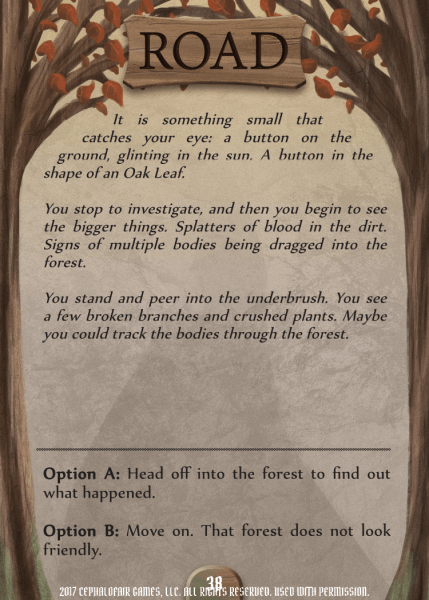 ROAD
It is something small that
catches your eye: a button on the
ground, glinting in the sun. A button in the
shape of an Oak Leaf.
You stop to investigate, and then you begin to see
the bigger things. Splatters of blood in the dirt.
Signs of multiple bodies being dragged into the
forest.
You stand and peer into the underbrush. You see
a few broken branches and crushed plants. Maybe
you could track the bodies through the forest.
Option A: Head off into the forest to find out
what happened.
Option B: Move on. That forest does not look
friendly.
38
2017 CEPHALOFAIR GAMES, LLC. ALL RIGHTS RESERVED. USED WITH PERMISSION.